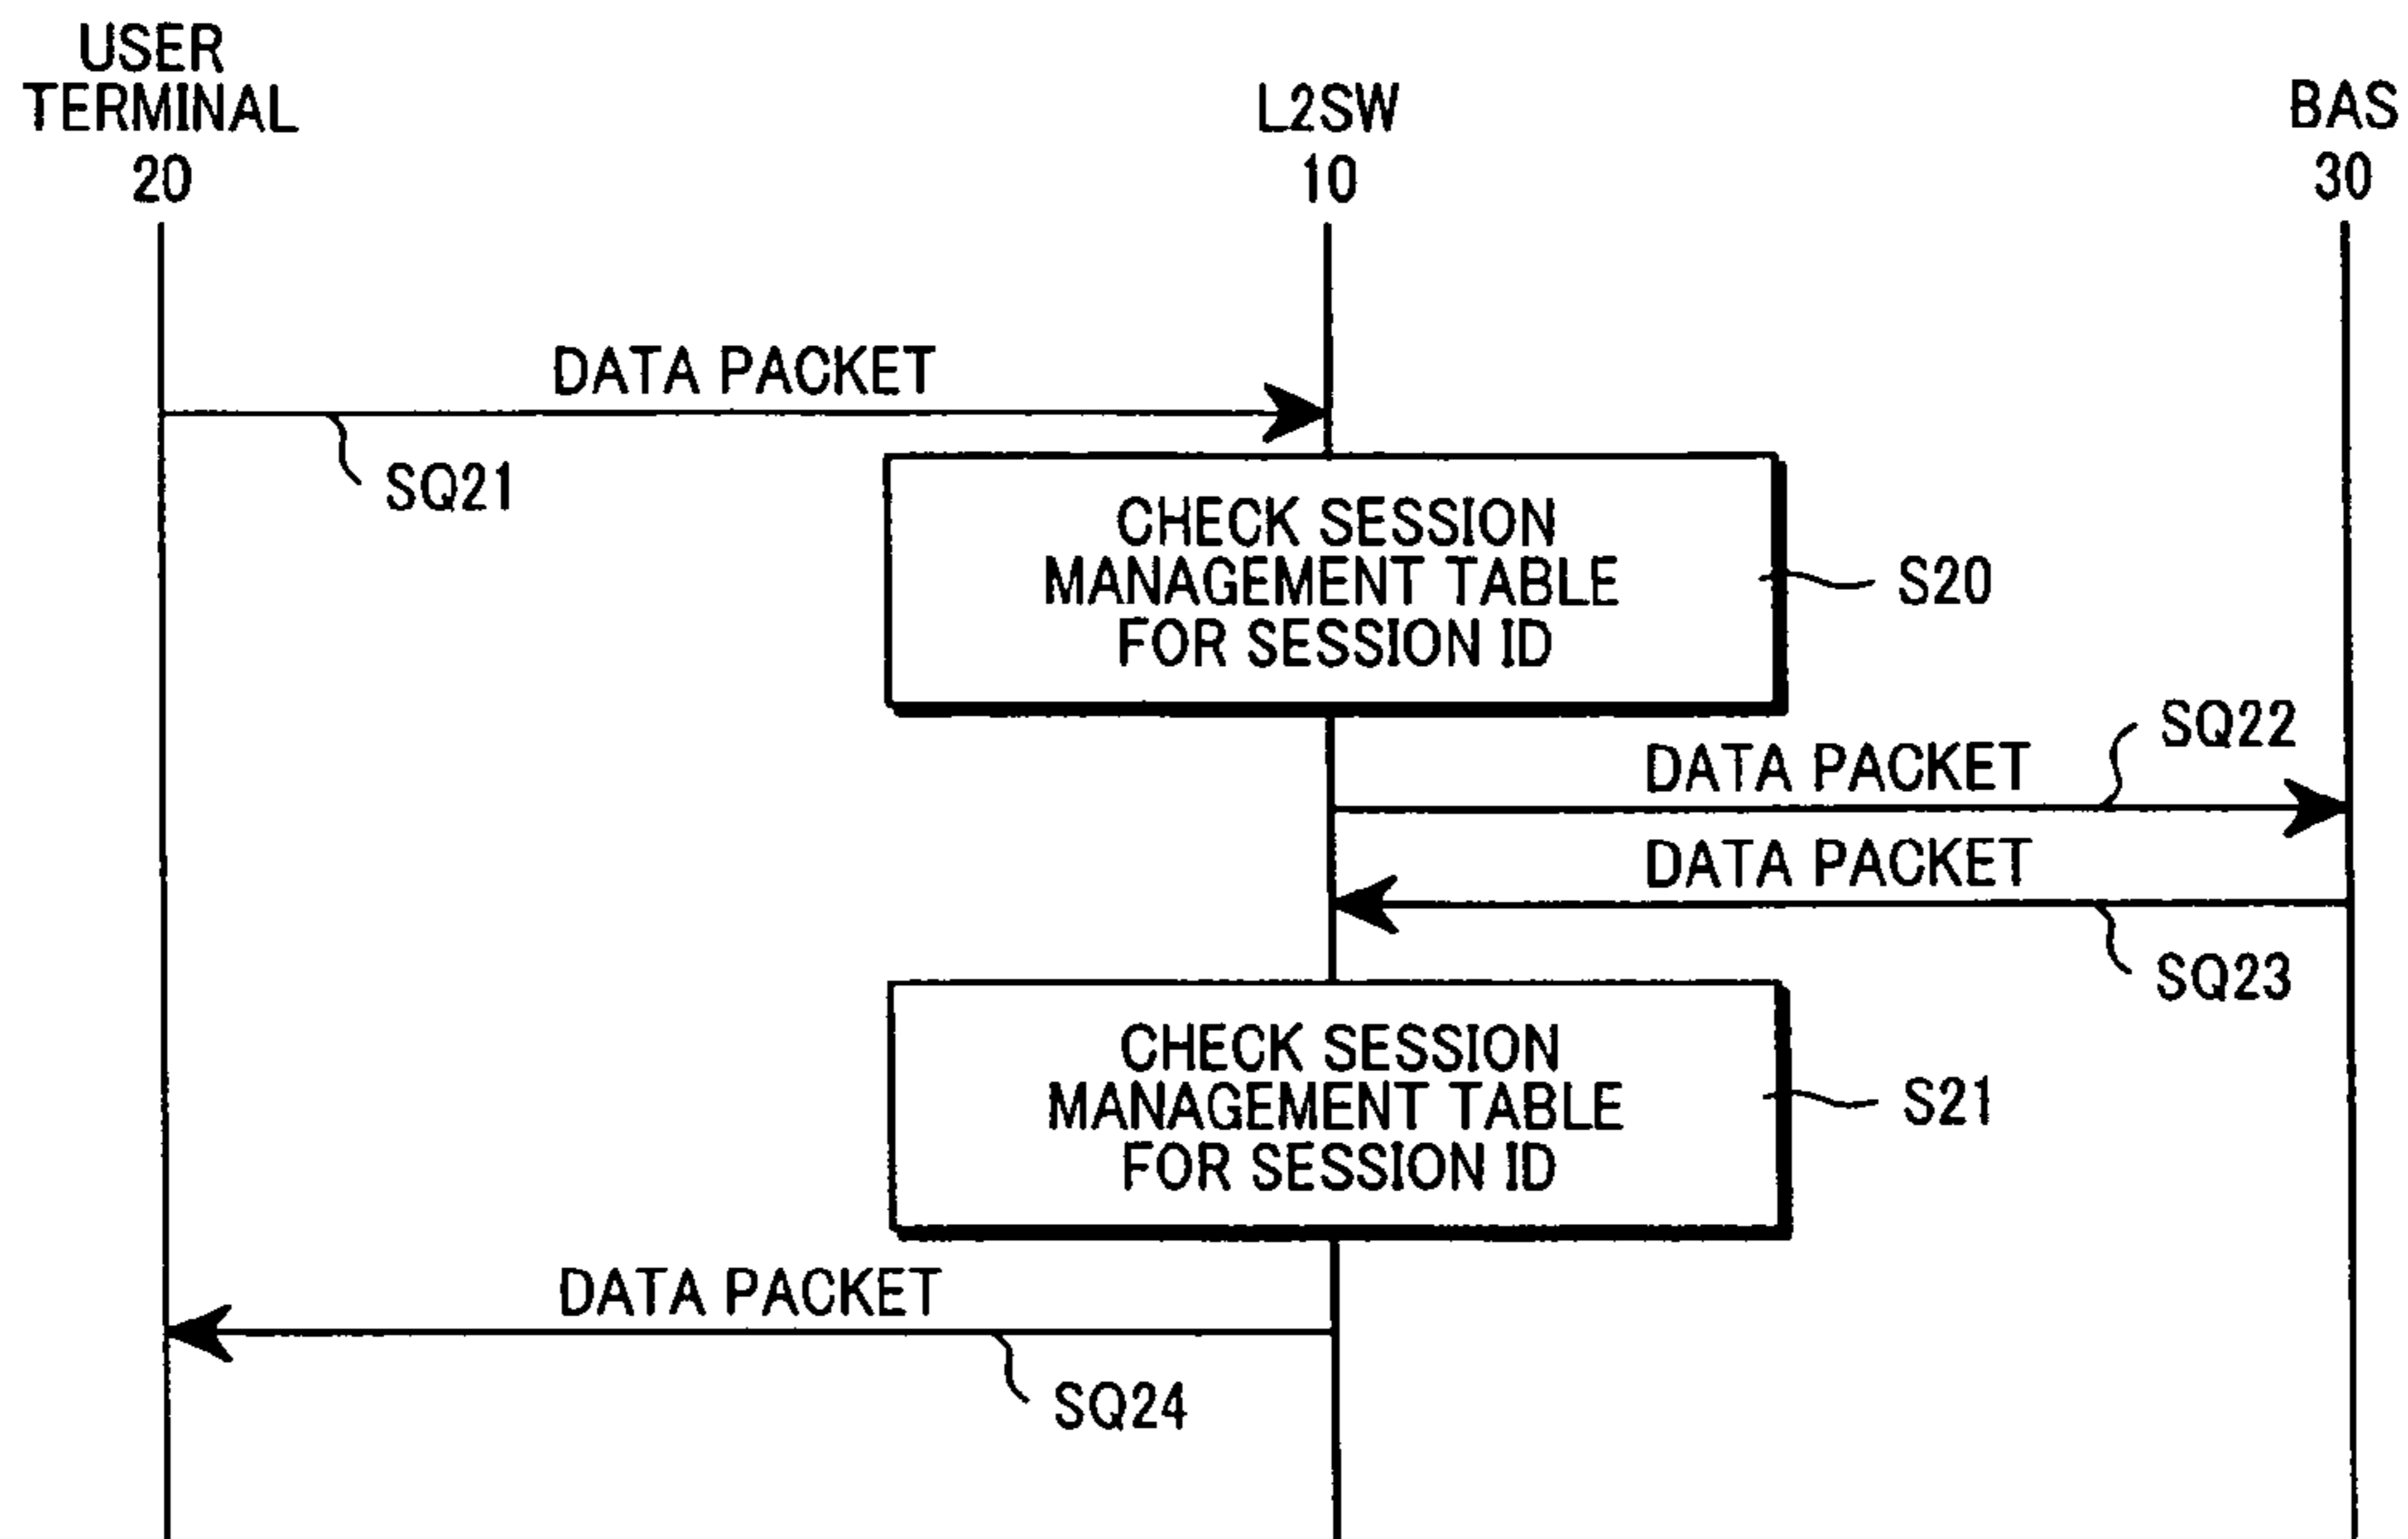 USER
TERMINAL
20
L2SW
10
BAS
30
DATA PACKET
SQ21
CHECK SESSION
MANAGEMENT TABLE
FOR SESSION ID
S20
SQ22
DATA PACKET
DATA PACKET
SQ23
CHECK SESSION
MANAGEMENT TABLE
FOR SESSION ID
S21
DATA PACKET
SQ24